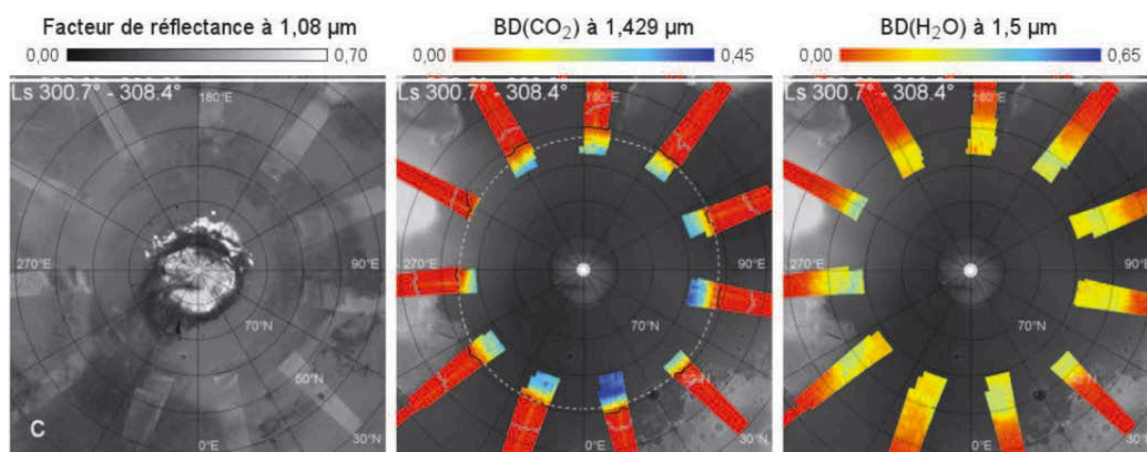 Facteur de réflectance à 1,08 µm
0,00 0,70
Ls 300.7° - 308.4°
180°E
270°E
90°E
70°N
50°N
C
0°E
30°N
BD(CO₂) à 1,429 µm
0,00 0,45
Ls 300.7° - 308.4°
180°E
270°E
90°E
70°N
50°N
0°E
30°N
BD(H₂O) à 1,5 µm
0,00 0,65
Ls 300.7° - 308.4°
180°E
270°E
90°E
70°N
0°E
30°N